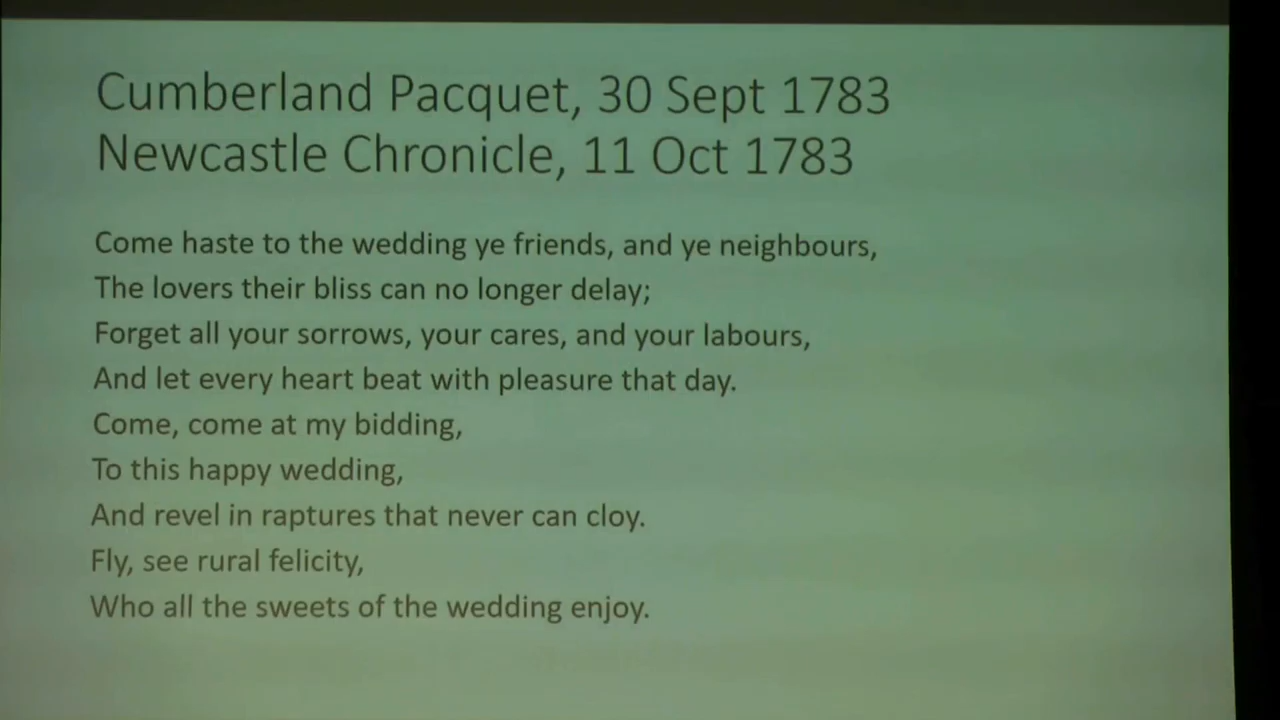 Cumberland Pacquet, 30 Sept 1783
Newcastle Chronicle, 11 Oct 1783
Come haste to the wedding ye friends, and ye neighbours,
The lovers their bliss can no longer delay;
Forget all your sorrows, your cares, and your labours,
And let every heart beat with pleasure that day.
Come, come at my bidding,
To this happy wedding,
And revel in raptures that never can cloy.
Fly, see rural felicity,
Who all the sweets of the wedding enjoy.